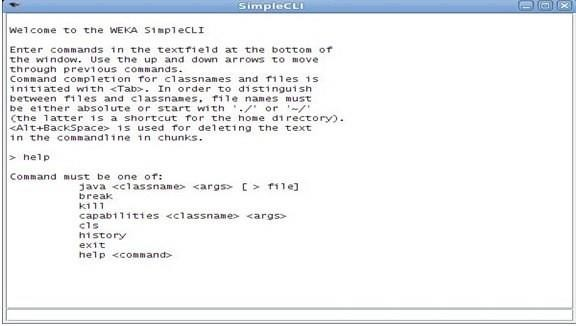 SimpleCLI
Welcome to the WEKA SimpleCLI
Enter commands in the textfield at the bottom of
the window. Use the up and down arrows to move
through previous commands.
Command completion for classnames and files is
initiated with <Tab>. In order to distinguish
between files and classnames, file names must
be either absolute or start with './' or '~/'
(the latter is a shortcut for the home directory).
<Alt+BackSpace> is used for deleting the text
in the commandline in chunks.
> help
Command must be one of:
java <classname> <args> [ > file]
break
kill
capabilities <classname> <args>
cls
history
exit
help <command>